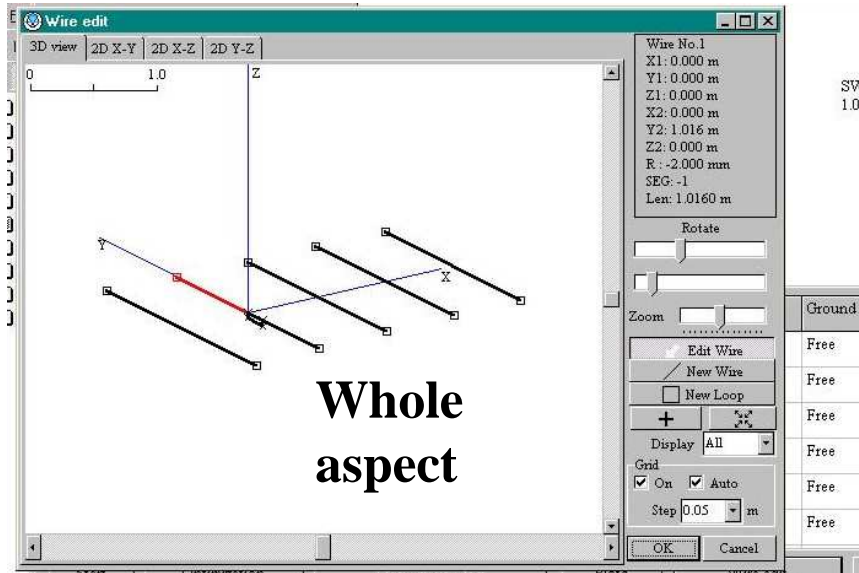 Wire edit
3D view 2D X-Y 2D X-Z 2D Y-Z
0 1.0
Z
Y
X
Whole
aspect
Wire No.1
X1: 0.000 m
Y1: 0.000 m
Z1: 0.000 m
X2: 0.000 m
Y2: 1.016 m
Z2: 0.000 m
R : -2.000 mm
SEG: -1
Len: 1.0160 m
Rotate
Zoom
Edit Wire
New Wire
New Loop
Display All
Grid
On Auto
Step 0.05 m
OK Cancel
SV
1.0
Ground
Free
Free
Free
Free
Free
Free